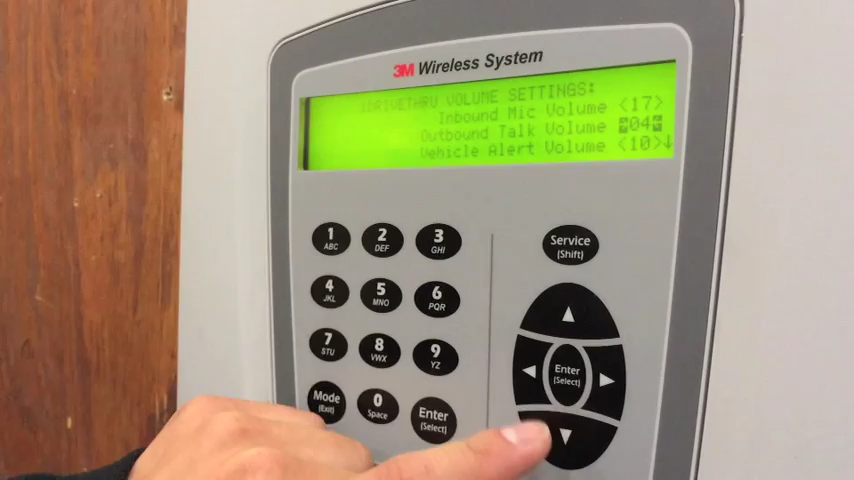 3M Wireless System
DRIVETHRU VOLUME SETTINGS:
Inbound Mic Volume <17>
Outbound Talk Volume 04
Vehicle Alert Volume <10>↓
1
ABC
2
DEF
3
GHI
4
JKL
5
MNO
6
PQR
7
STU
8
VWX
9
YZ
Mode
(Exit)
0
Space
Enter
(Select)
Service
(Shift)
▲
◀
Enter
(Select)
▶
▼